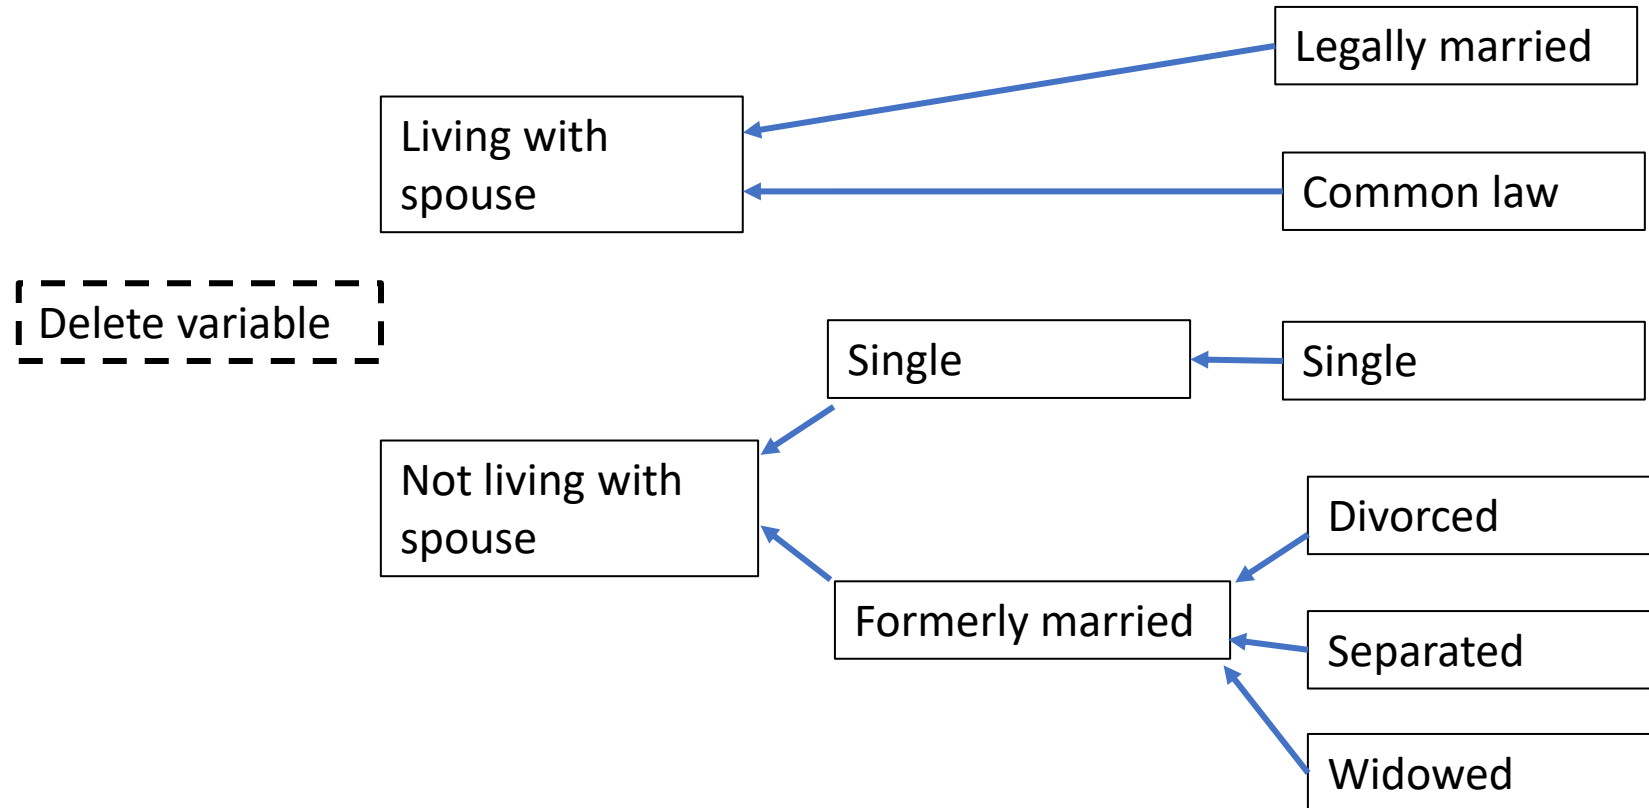 Legally married
Living with
spouse
Common law
Delete variable
Single
Single
Not living with
spouse
Divorced
Formerly married
Separated
Widowed